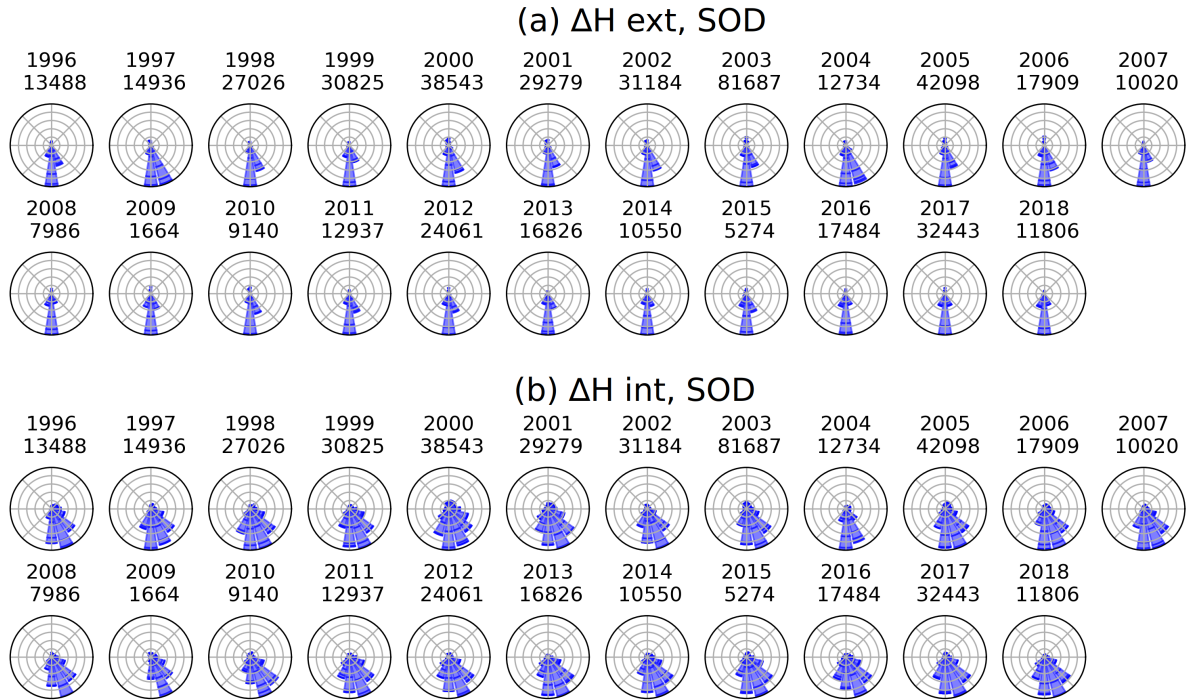 (a) ΔH ext, SOD
1996 1997 1998 1999 2000 2001 2002 2003 2004 2005 2006 2007
13488 14936 27026 30825 38543 29279 31184 81687 12734 42098 17909 10020
2008 2009 2010 2011 2012 2013 2014 2015 2016 2017 2018
7986 1664 9140 12937 24061 16826 10550 5274 17484 32443 11806
(b) ΔH int, SOD
1996 1997 1998 1999 2000 2001 2002 2003 2004 2005 2006 2007
13488 14936 27026 30825 38543 29279 31184 81687 12734 42098 17909 10020
2008 2009 2010 2011 2012 2013 2014 2015 2016 2017 2018
7986 1664 9140 12937 24061 16826 10550 5274 17484 32443 11806